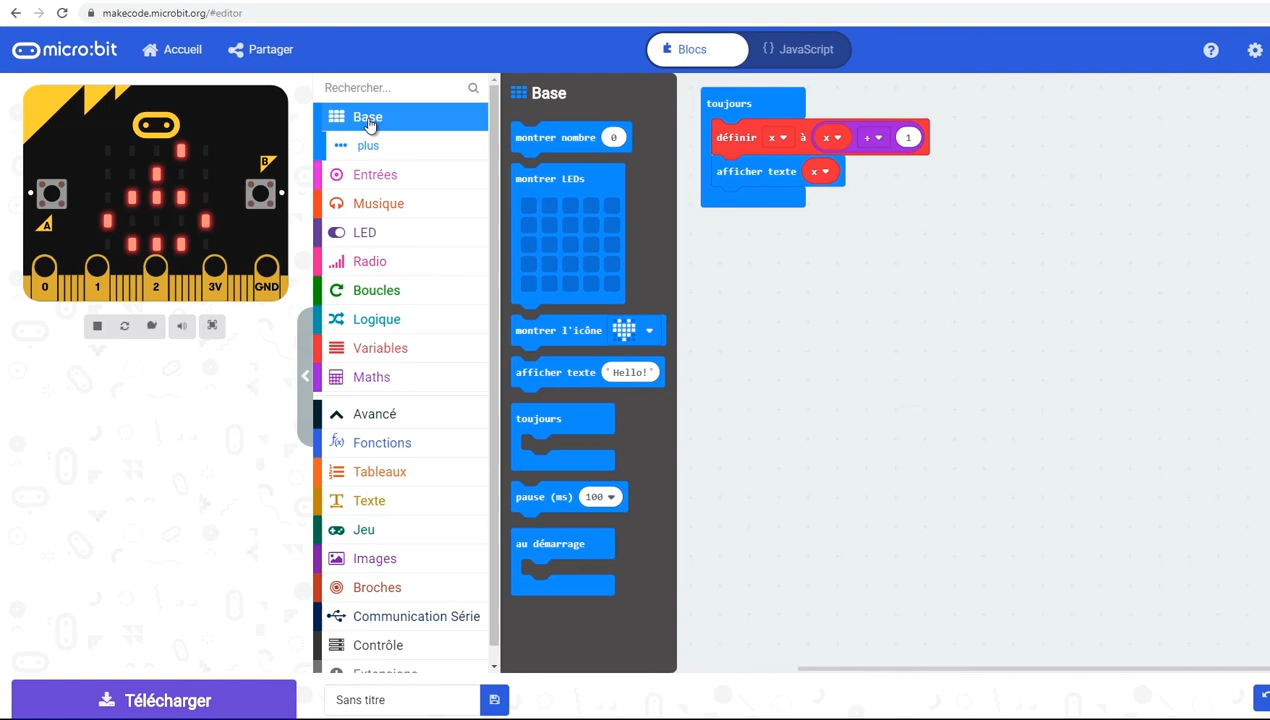 makecode.microbit.org/#editor
micro:bit Accueil Partager Blocs {} JavaScript ?
A
B
0 1 2 3V GND
Télécharger
Rechercher...
Base
plus
Entrées
Musique
LED
Radio
Boucles
Logique
Variables
Maths
Avancé
Fonctions
Tableaux
Texte
Jeu
Images
Broches
Communication Série
Contrôle
Extensions
Sans titre
Base
montrer nombre 0
montrer LEDs
montrer l'icône
afficher texte "Hello!"
toujours
pause (ms) 100
au démarrage
toujours
définir x à x + 1
afficher texte x